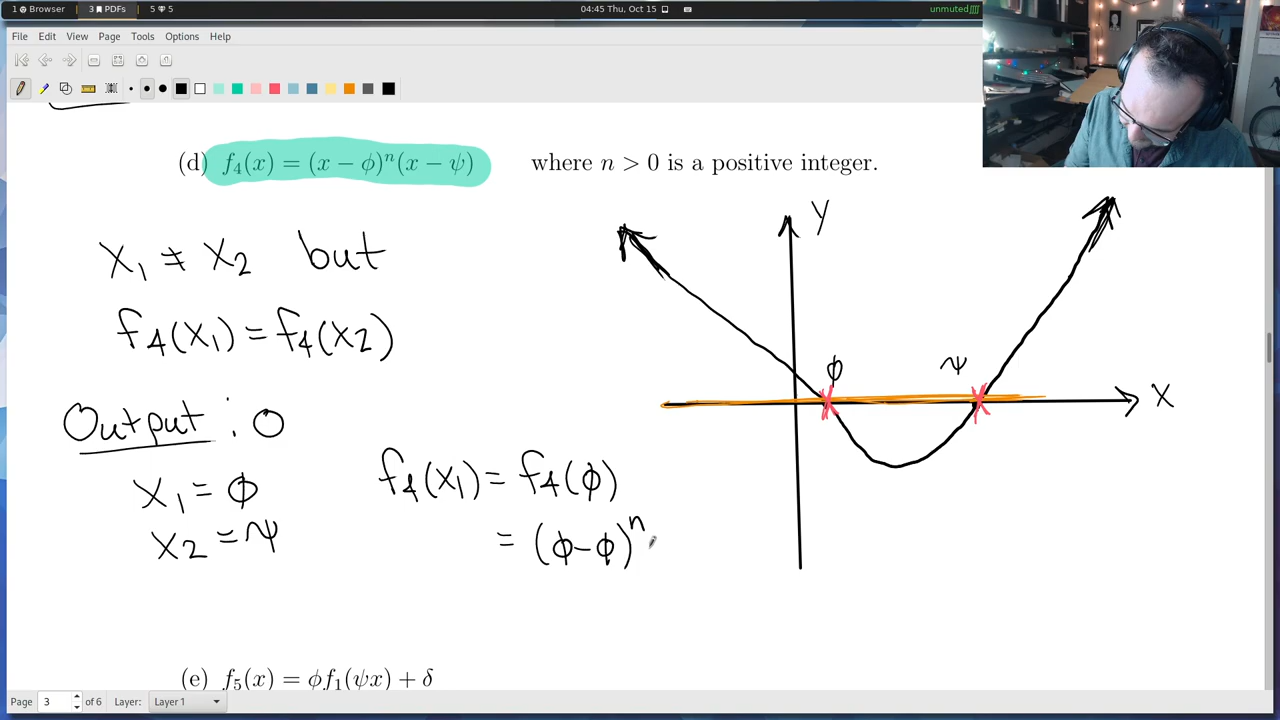 1 Browser 3 PDFs 5 5 04:45 Thu, Oct 15 unmuted
File Edit View Page Tools Options Help
(d) f₄(x) = (x − ϕ)ⁿ(x − ψ) where n > 0 is a positive integer.
x₁ ≠ x₂ but
f₄(x₁) = f₄(x₂)
Output : 0
x₁ = ϕ
x₂ = ψ
f₄(x₁) = f₄(ϕ)
= (ϕ−ϕ)ⁿ
y
ϕ
ψ
x
(e) f₅(x) = ϕf₁(ψx) + δ
Page 3 of 6 Layer: Layer 1